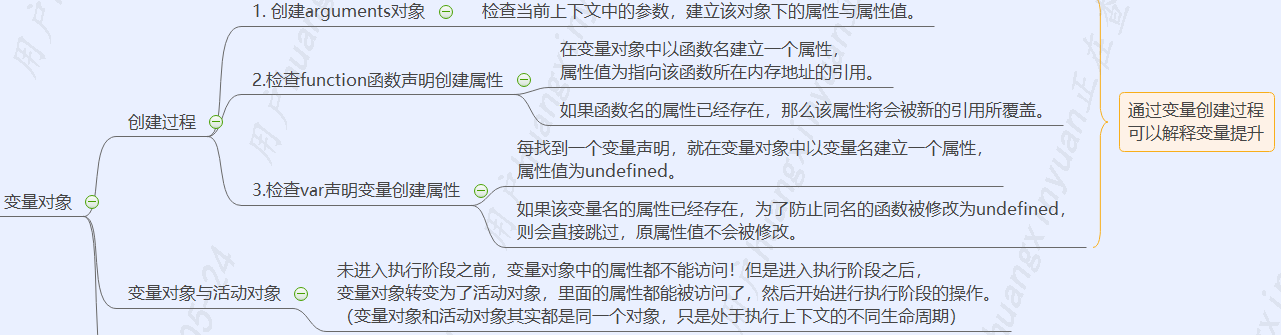 1. 创建arguments对象
检查当前上下文中的参数，建立该对象下的属性与属性值。
在变量对象中以函数名建立一个属性，
属性值为指向该函数所在内存地址的引用。
2.检查function函数声明创建属性
如果函数名的属性已经存在，那么该属性将会被新的引用所覆盖。
通过变量创建过程
可以解释变量提升
创建过程
每找到一个变量声明，就在变量对象中以变量名建立一个属性，
属性值为undefined。
3.检查var声明变量创建属性
变量对象
如果该变量名的属性已经存在，为了防止同名的函数被修改为undefined，
则会直接跳过，原属性值不会被修改。
变量对象与活动对象
未进入执行阶段之前，变量对象中的属性都不能访问！但是进入执行阶段之后，
变量对象转变为了活动对象，里面的属性都能被访问了，然后开始进行执行阶段的操作。
（变量对象和活动对象其实都是同一个对象，只是处于执行上下文的不同生命周期）